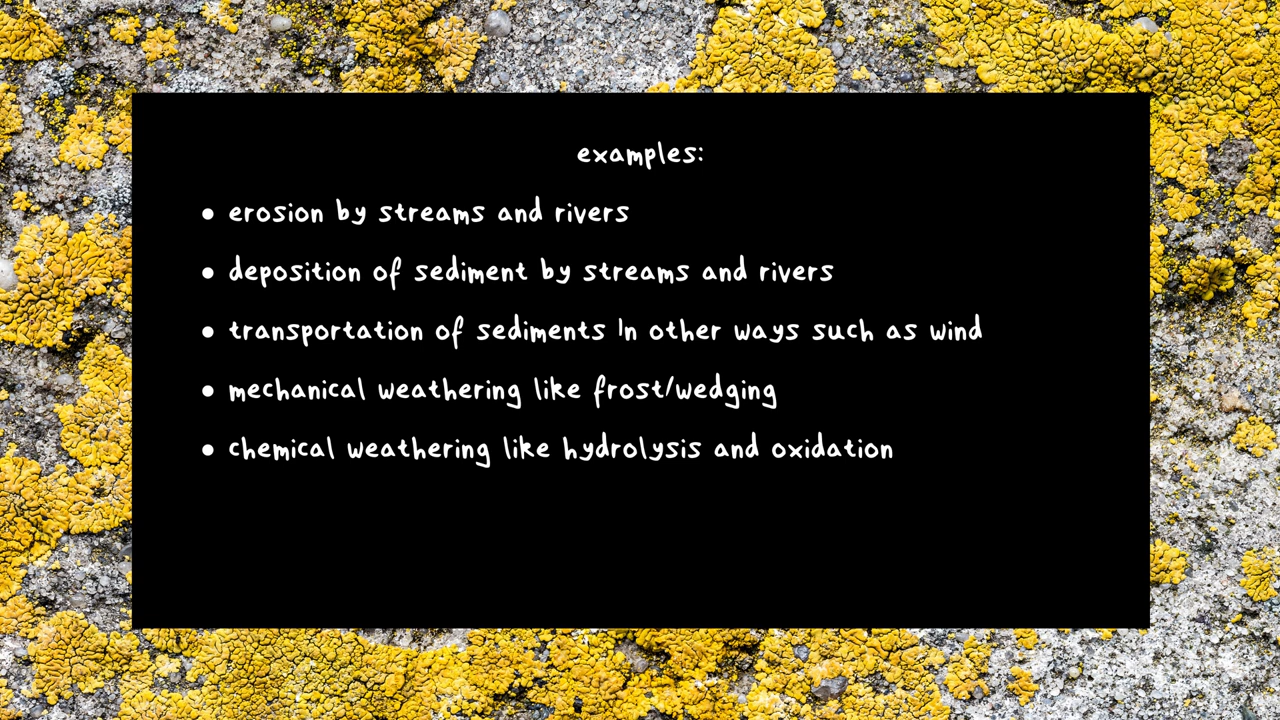 examples:
• erosion by streams and rivers
• deposition of sediment by streams and rivers
• transportation of sediments In other ways such as wind
• mechanical weathering like frost/wedging
• chemical weathering like hydrolysis and oxidation